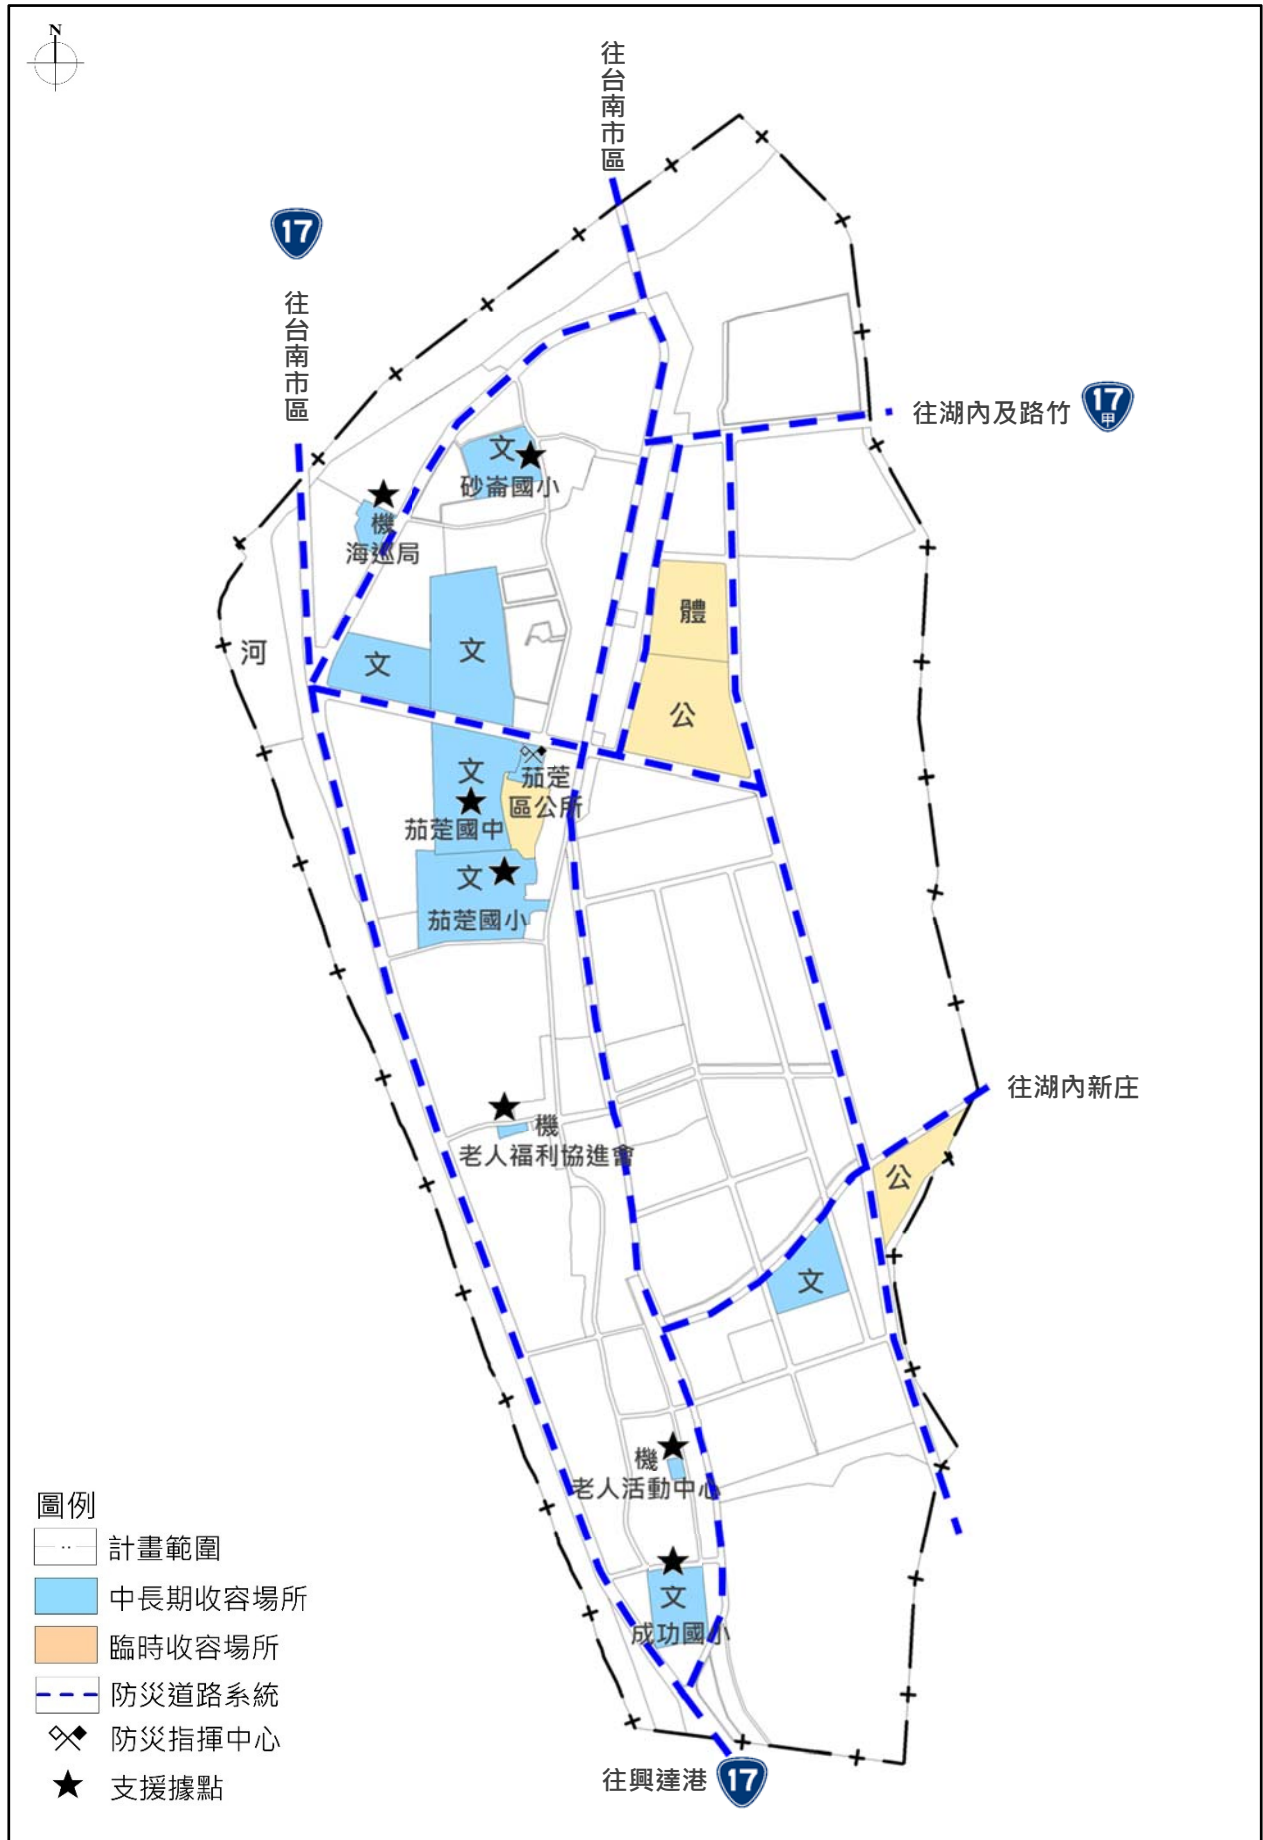 N
往台南市區
17
往台南市區
往湖內及路竹
17
甲
文
砂崙國小
機
海巡局
河
文
文
體
公
文
茄萣國中
茄萣
區公所
文
茄萣國小
往湖內新庄
機
老人福利協進會
公
文
機
老人活動中心
文
成功國小
往興達港
17
圖例
計畫範圍
中長期收容場所
臨時收容場所
防災道路系統
防災指揮中心
支援據點